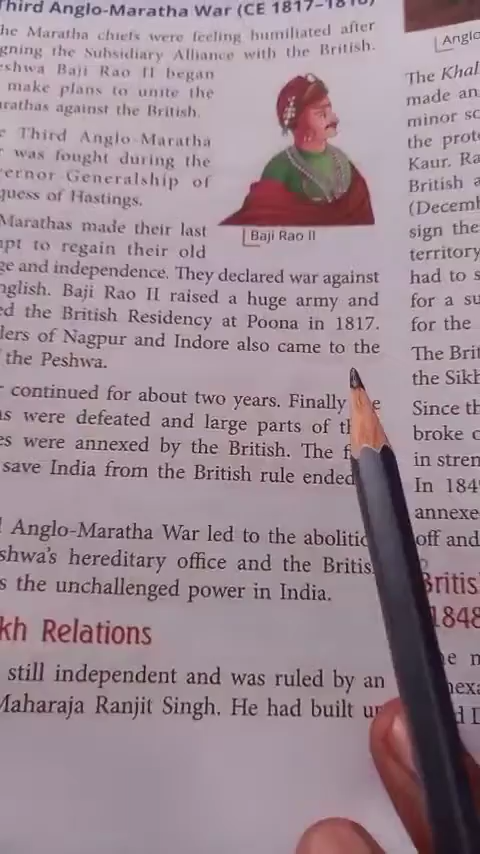 Third Anglo-Maratha War (CE 1817–1818)
he Maratha chiefs were feeling humiliated after
gning the Subsidiary Alliance with the British.
eshwa Baji Rao II began
make plans to unite the
arathas against the British.
e Third Anglo-Maratha
r was fought during the
vernor Generalship of
quess of Hastings.
Marathas made their last
mpt to regain their old
ge and independence. They declared war against
nglish. Baji Rao II raised a huge army and
ed the British Residency at Poona in 1817.
lers of Nagpur and Indore also came to the
the Peshwa.
r continued for about two years. Finally
as were defeated and large parts of t
es were annexed by the British. The f
save India from the British rule ended
l Anglo-Maratha War led to the abolitio
shwa's hereditary office and the Britis
s the unchallenged power in India.
kh Relations
still independent and was ruled by an
Maharaja Ranjit Singh. He had built up
Baji Rao II
Anglo
The Khal
made an
minor so
the prote
Kaur. Ra
British a
(Decemb
sign the
territory
had to s
for a su
for the
The Brit
the Sikh
Since th
broke o
in stren
In 184
annexe
off and
Britis
1848
e n
nexa
d D